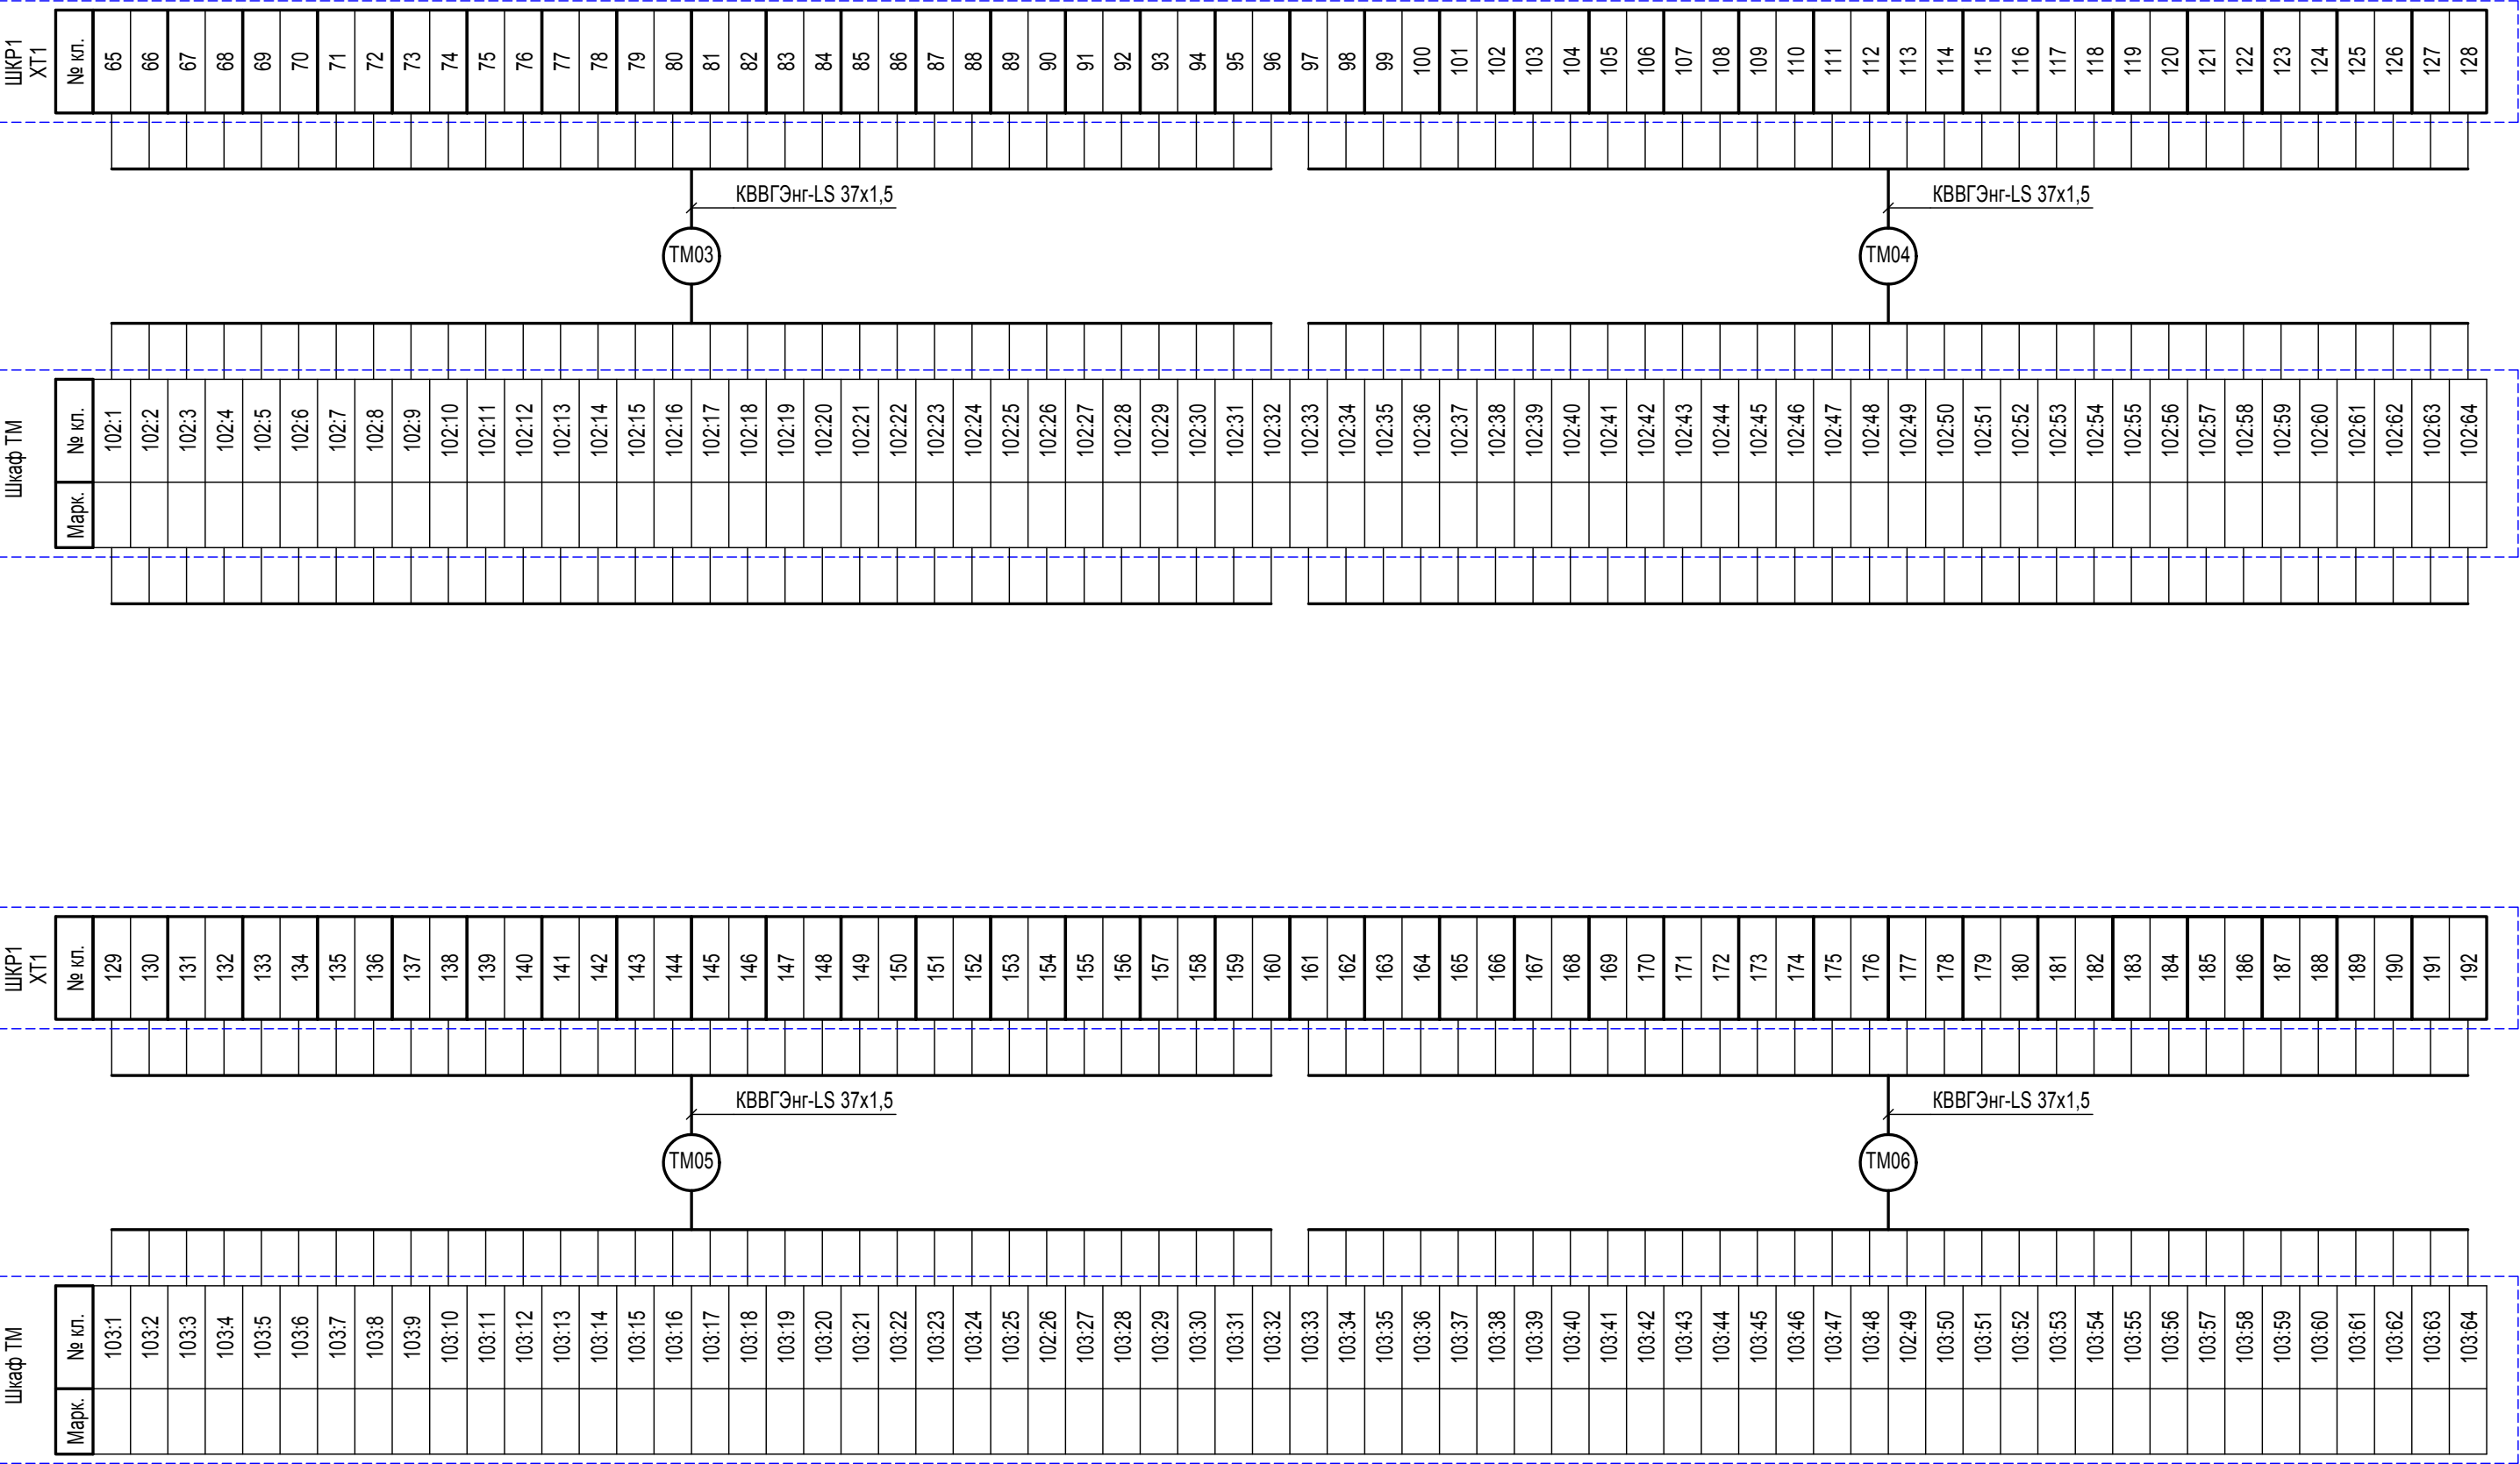 ШКР1
ХТ1
№ кл. 65 66 67 68 69 70 71 72 73 74 75 76 77 78 79 80 81 82 83 84 85 86 87 88 89 90 91 92 93 94 95 96 97 98 99 100 101 102 103 104 105 106 107 108 109 110 111 112 113 114 115 116 117 118 119 120 121 122 123 124 125 126 127 128
КВВГЭнг-LS 37х1,5 КВВГЭнг-LS 37х1,5
ТМ03 ТМ04
Шкаф ТМ
№ кл. 102:1 102:2 102:3 102:4 102:5 102:6 102:7 102:8 102:9 102:10 102:11 102:12 102:13 102:14 102:15 102:16 102:17 102:18 102:19 102:20 102:21 102:22 102:23 102:24 102:25 102:26 102:27 102:28 102:29 102:30 102:31 102:32 102:33 102:34 102:35 102:36 102:37 102:38 102:39 102:40 102:41 102:42 102:43 102:44 102:45 102:46 102:47 102:48 102:49 102:50 102:51 102:52 102:53 102:54 102:55 102:56 102:57 102:58 102:59 102:60 102:61 102:62 102:63 102:64
Марк.
ШКР1
ХТ1
№ кл. 129 130 131 132 133 134 135 136 137 138 139 140 141 142 143 144 145 146 147 148 149 150 151 152 153 154 155 156 157 158 159 160 161 162 163 164 165 166 167 168 169 170 171 172 173 174 175 176 177 178 179 180 181 182 183 184 185 186 187 188 189 190 191 192
КВВГЭнг-LS 37х1,5 КВВГЭнг-LS 37х1,5
ТМ05 ТМ06
Шкаф ТМ
№ кл. 103:1 103:2 103:3 103:4 103:5 103:6 103:7 103:8 103:9 103:10 103:11 103:12 103:13 103:14 103:15 103:16 103:17 103:18 103:19 103:20 103:21 103:22 103:23 103:24 103:25 102:26 103:27 103:28 103:29 103:30 103:31 103:32 103:33 103:34 103:35 103:36 103:37 103:38 103:39 103:40 103:41 103:42 103:43 103:44 103:45 103:46 103:47 103:48 102:49 103:50 103:51 103:52 103:53 103:54 103:55 103:56 103:57 103:58 103:59 103:60 103:61 103:62 103:63 103:64
Марк.